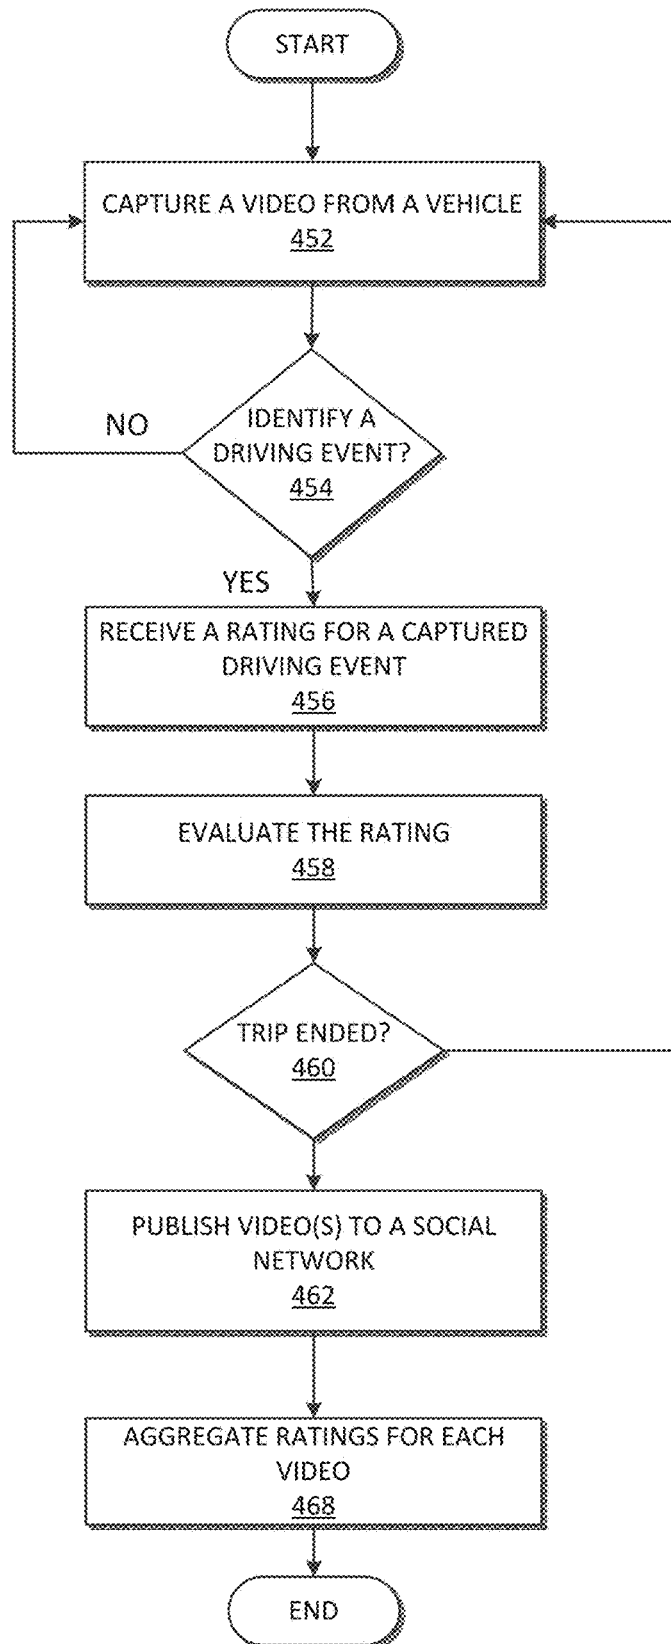 START
CAPTURE A VIDEO FROM A VEHICLE
452
IDENTIFY A
DRIVING EVENT?
454
NO
YES
RECEIVE A RATING FOR A CAPTURED
DRIVING EVENT
456
EVALUATE THE RATING
458
TRIP ENDED?
460
PUBLISH VIDEO(S) TO A SOCIAL
NETWORK
462
AGGREGATE RATINGS FOR EACH
VIDEO
468
END